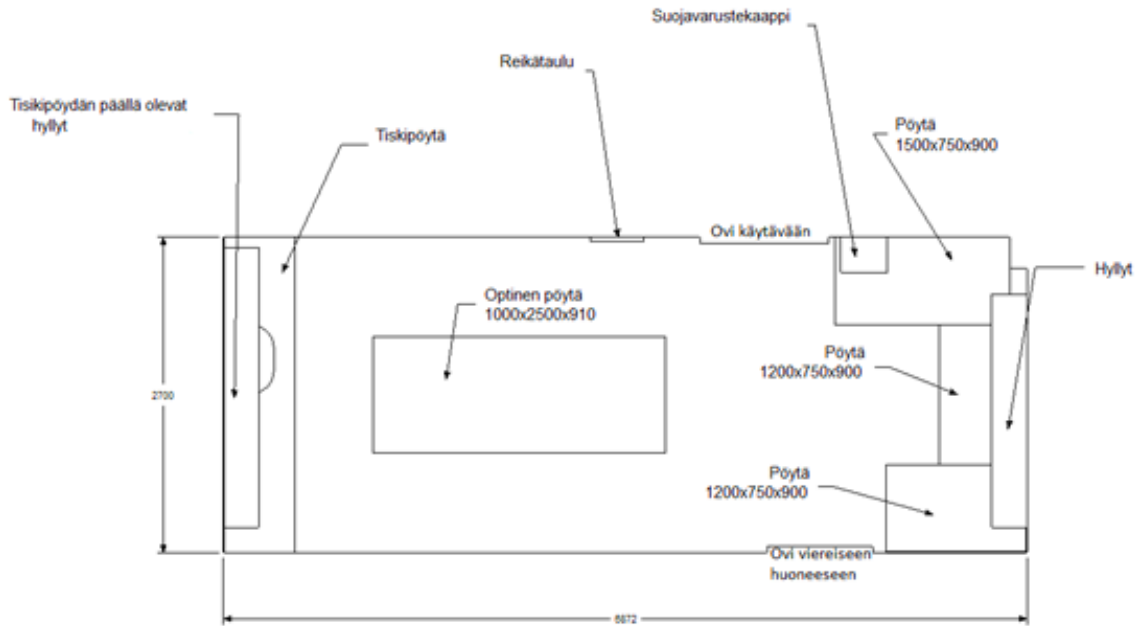 Suojavarustekaappi
Reikätaulu
Tisikipöydän päällä olevat
hyllyt
Tiskipöytä
Pöytä
1500x750x900
Ovi käytävään
Hyllyt
Optinen pöytä
1000x2500x910
Pöytä
1200x750x900
2700
Pöytä
1200x750x900
Ovi viereiseen
huoneeseen
6872